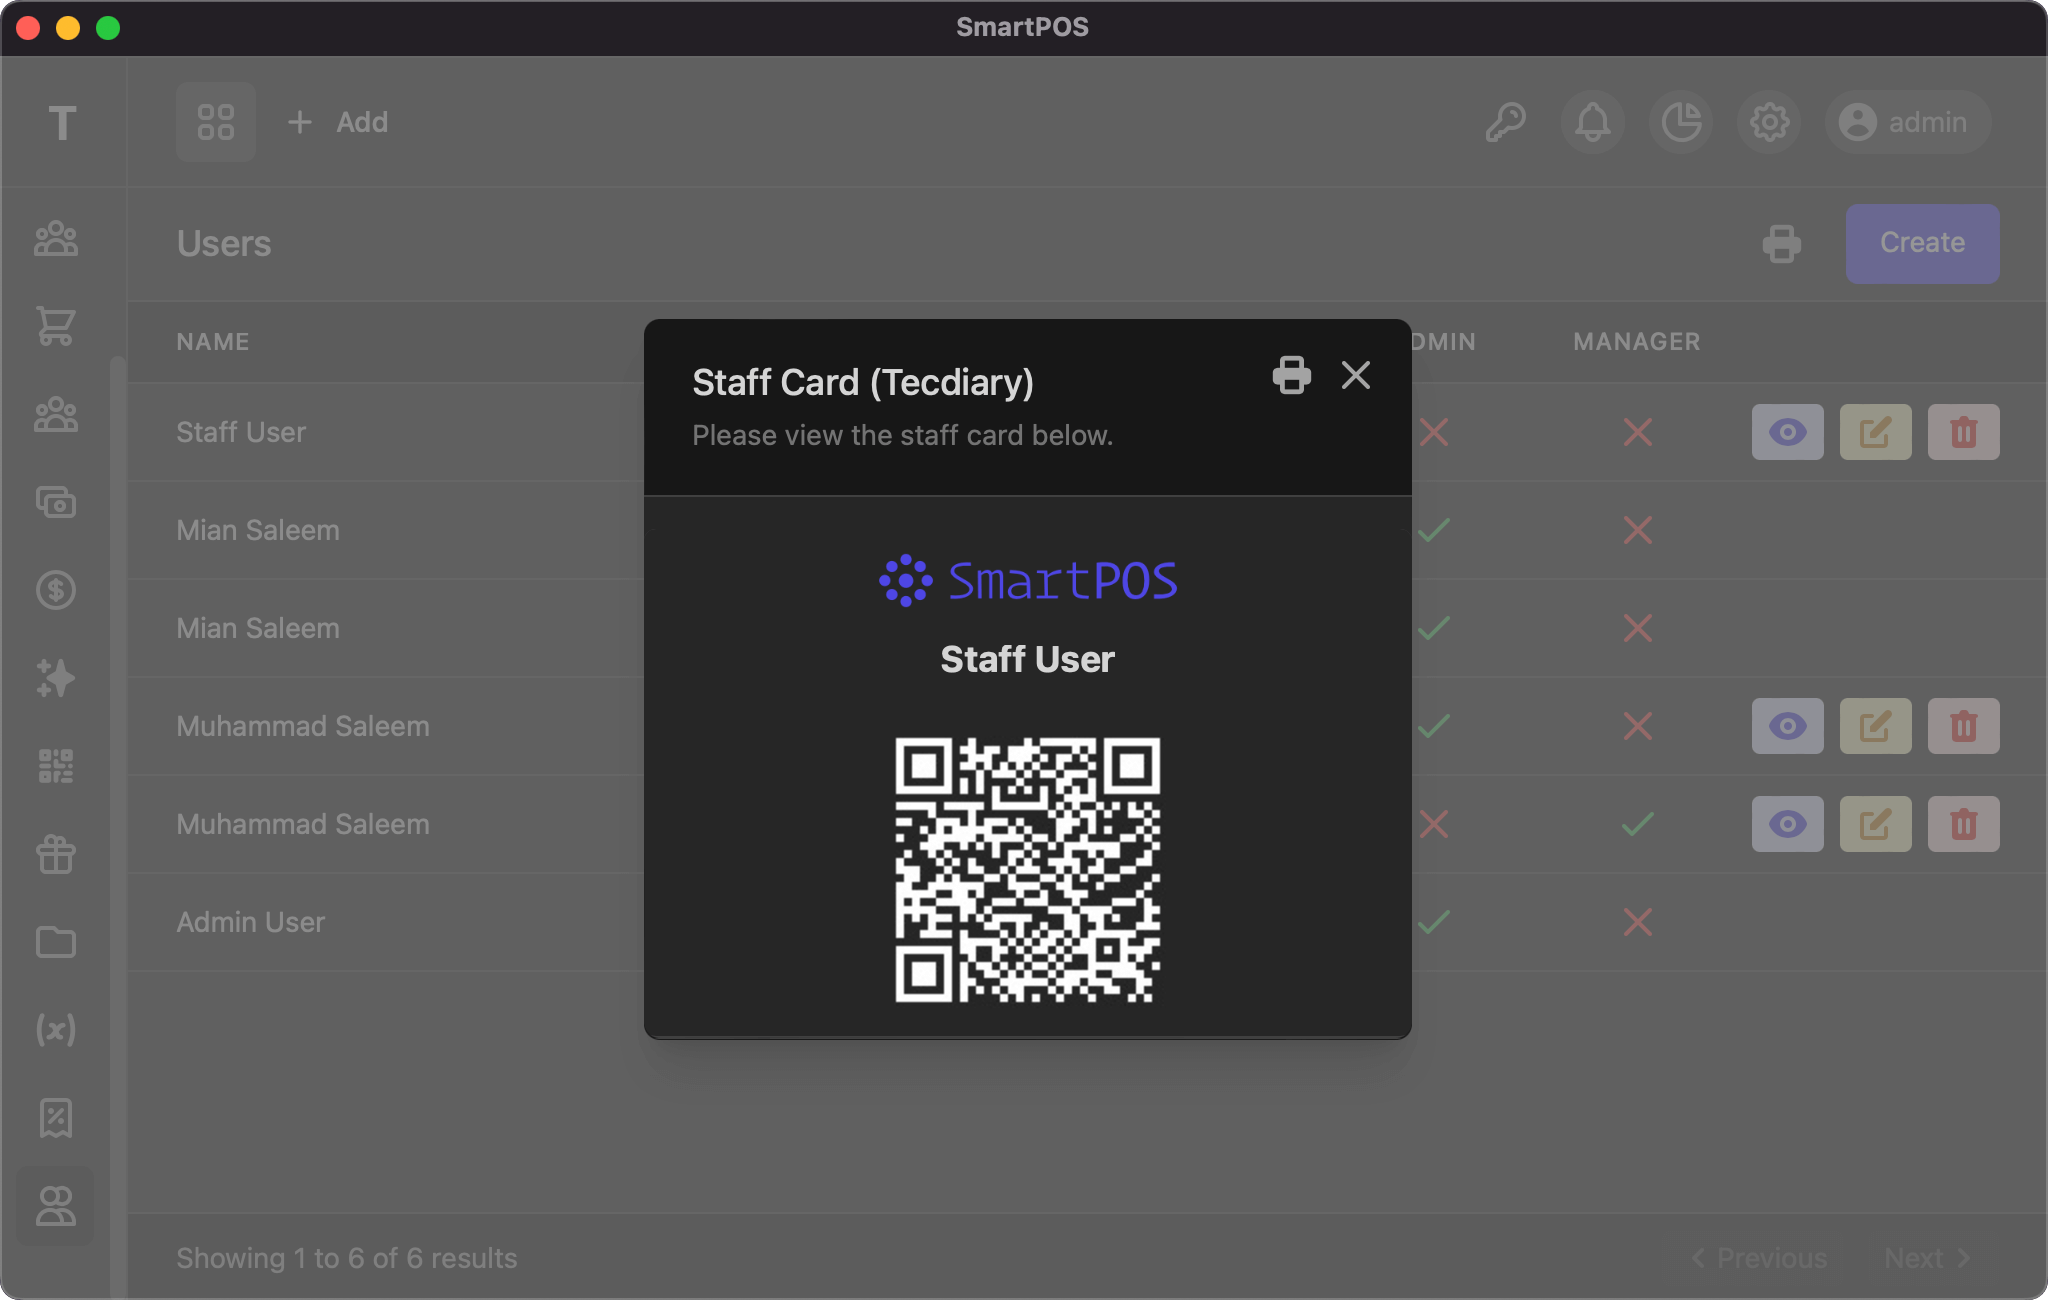 SmartPOS
T
Add
admin
Users
Create
NAME
DMIN
MANAGER
Staff Card (Tecdiary)
Please view the staff card below.
SmartPOS
Staff User
Staff User
Mian Saleem
Mian Saleem
Muhammad Saleem
Muhammad Saleem
Admin User
Showing 1 to 6 of 6 results
Previous
Next